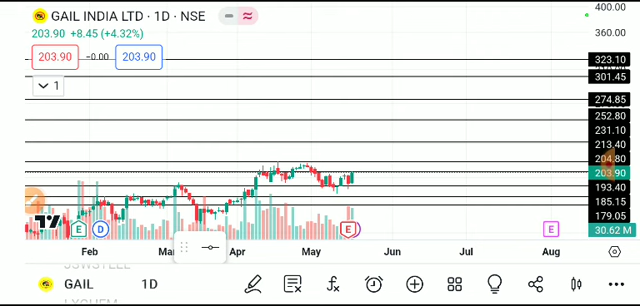 GAIL INDIA LTD · 1D · NSE
203.90 +8.45 (+4.32%)
203.90 -0.00 203.90
1
400.00
360.00
323.10
301.45
274.85
252.80
231.10
213.40
204.80
203.90
193.40
185.15
179.05
30.62 M
E D E E
Feb Mar Apr May Jun Jul Aug
GAIL 1D